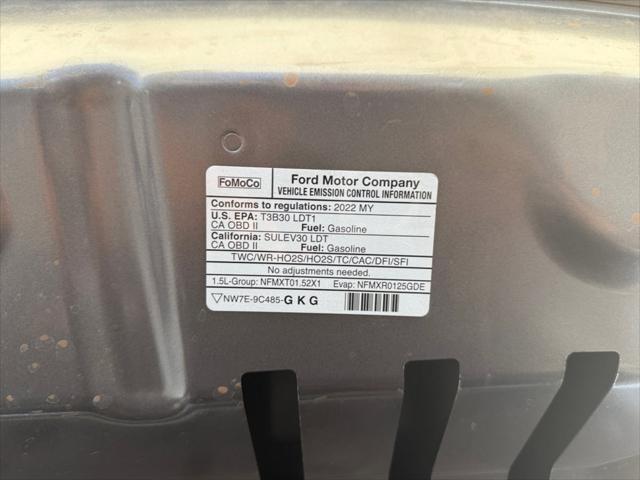 FoMoCo
Ford Motor Company
VEHICLE EMISSION CONTROL INFORMATION
Conforms to regulations: 2022 MY
U.S. EPA: T3B30 LDT1
CA OBD II Fuel: Gasoline
California: SULEV30 LDT
CA OBD II Fuel: Gasoline
TWC/WR-HO2S/HO2S/TC/CAC/DFI/SFI
No adjustments needed.
1.5L-Group: NFMXT01.52X1 Evap: NFMXR0125GDE
NW7E-9C485-GKG